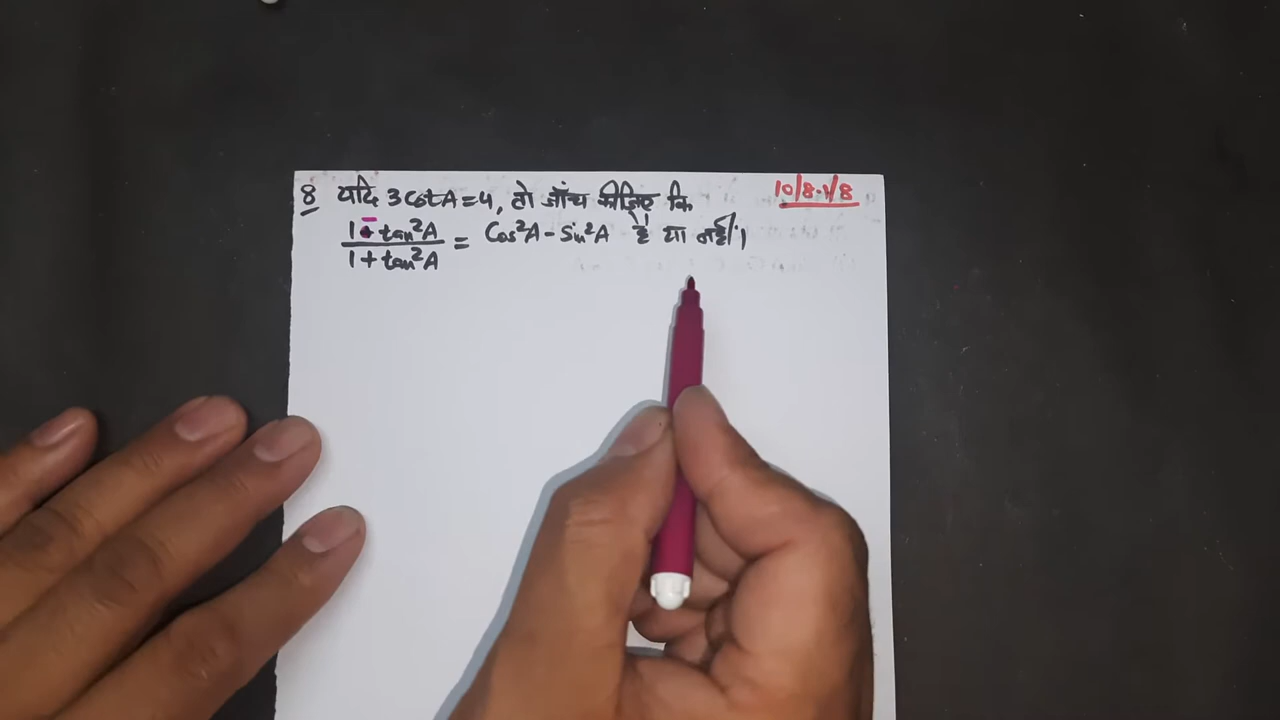 8 यदि 3cotA=4, तो जाँच कीजिए कि
10/8.1/8
1-tan²A / 1+tan²A = Cos²A-Sin²A है या नहीं।